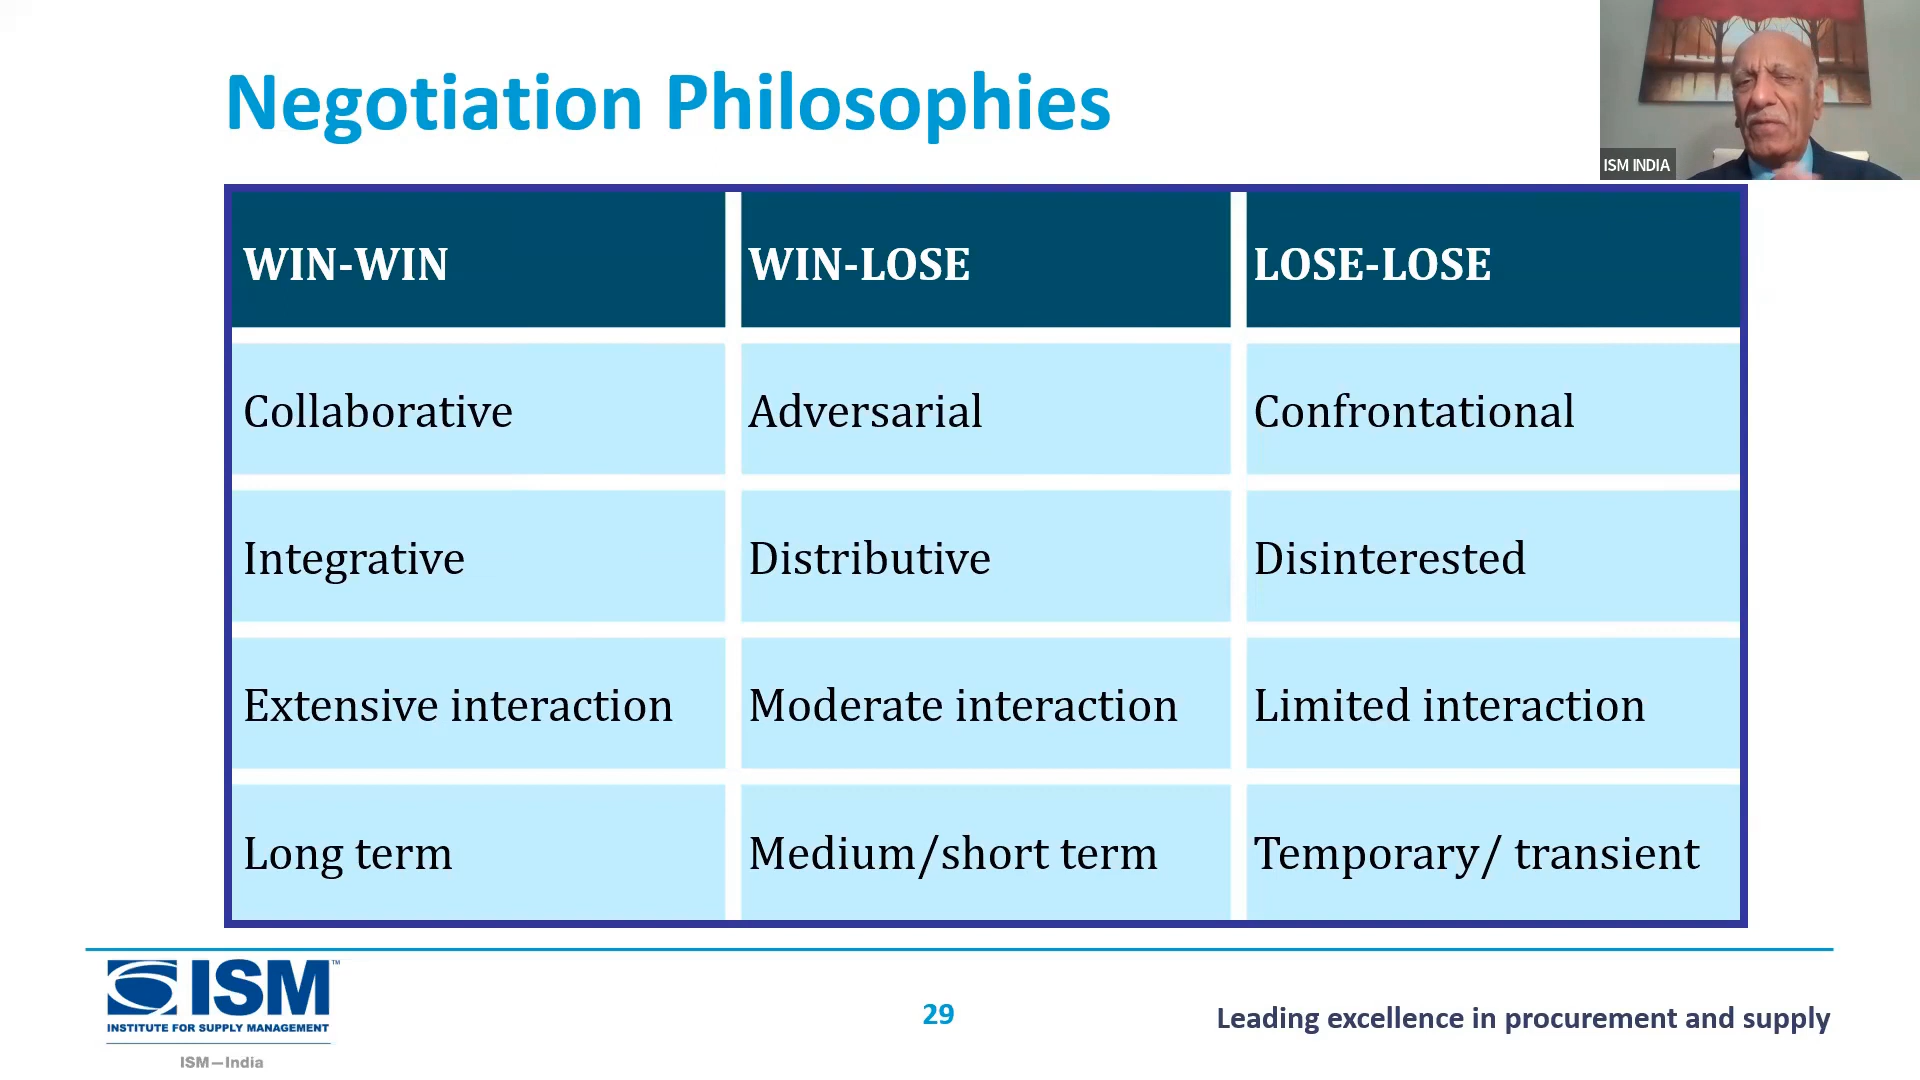 Negotiation Philosophies
ISM INDIA
WIN-WIN WIN-LOSE LOSE-LOSE
Collaborative Adversarial Confrontational
Integrative Distributive Disinterested
Extensive interaction Moderate interaction Limited interaction
Long term Medium/short term Temporary/ transient
ISM™
INSTITUTE FOR SUPPLY MANAGEMENT
ISM—India
29
Leading excellence in procurement and supply